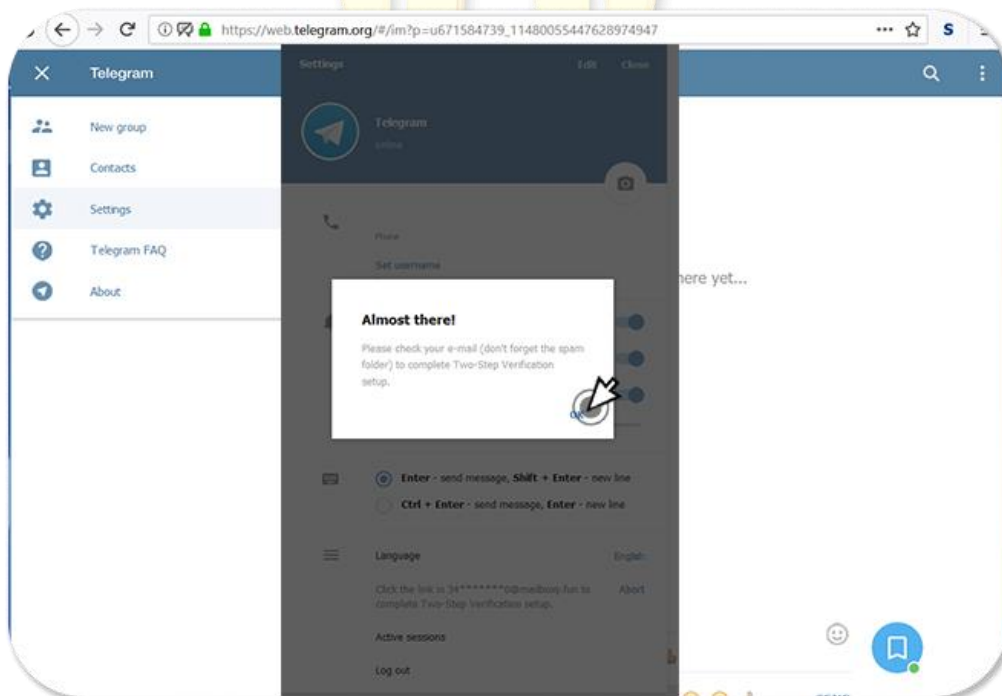 https://web.telegram.org/#/im?p=u671584739_11480055447628974947
S
Telegram
New group
Contacts
Settings
Telegram FAQ
About
Settings
Edit Close
Telegram
online
Phone
Set username
here yet...
Almost there!
Please check your e-mail (don't forget the spam
folder) to complete Two-Step Verification
setup.
OK
Enter - send message, Shift + Enter - new line
Ctrl + Enter - send message, Enter - new line
Language English
Click the link in to Abort
complete Two-Step Verification setup.
Active sessions
Log out